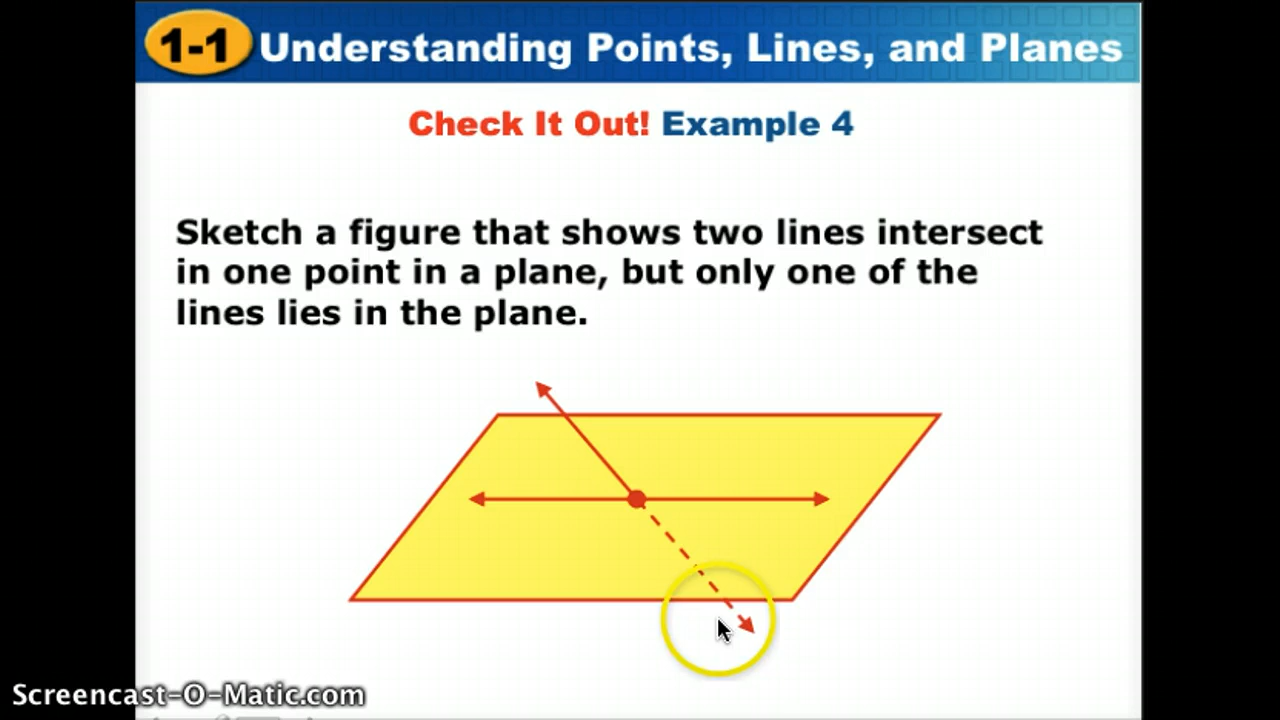 1-1 Understanding Points, Lines, and Planes
Check It Out! Example 4
Sketch a figure that shows two lines intersect
in one point in a plane, but only one of the
lines lies in the plane.
Screencast-O-Matic.com